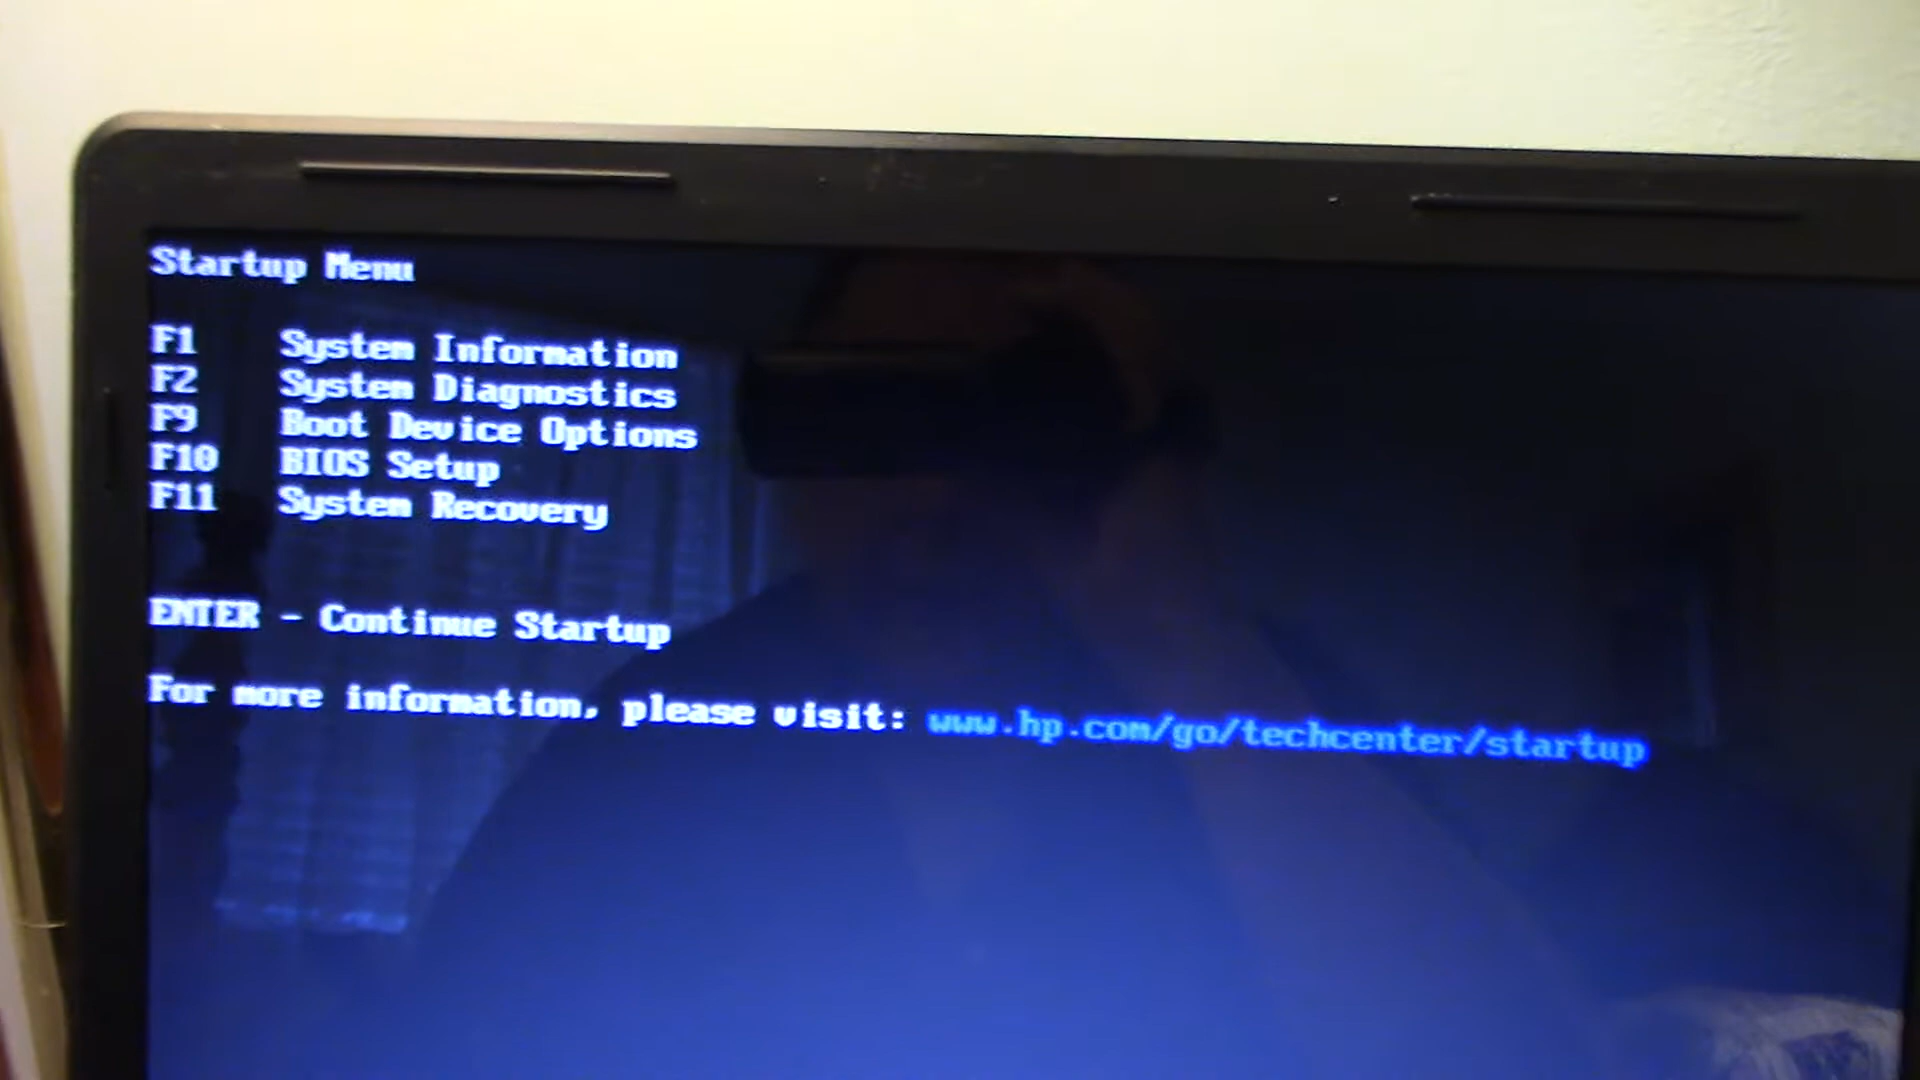 Startup Menu
F1 System Information
F2 System Diagnostics
F9 Boot Device Options
F10 BIOS Setup
F11 System Recovery
ENTER - Continue Startup
For more information, please visit: www.hp.com/go/techcenter/startup